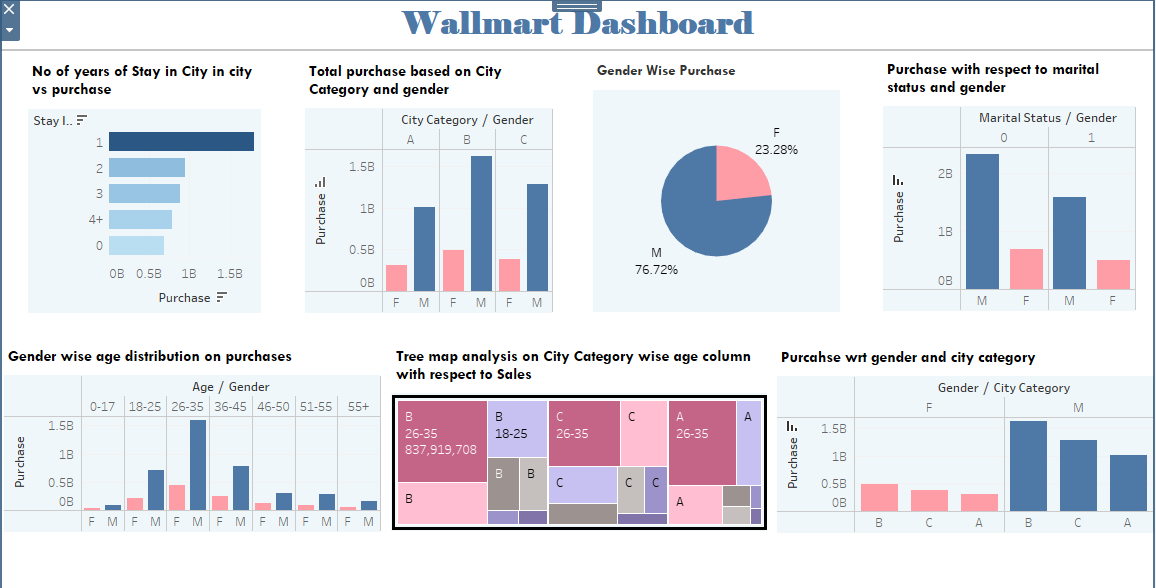 Wallmart Dashboard
No of years of Stay in City in city
vs purchase
Stay I..
1
2
3
4+
0
0B 0.5B 1B 1.5B
Purchase
Total purchase based on City
Category and gender
City Category / Gender
A B C
1.5B
1B
0.5B
0B
Purchase
F M F M F M
Gender Wise Purchase
F
23.28%
M
76.72%
Purchase with respect to marital
status and gender
Marital Status / Gender
0 1
2B
1B
0B
Purchase
M F M F
Gender wise age distribution on purchases
Age / Gender
0-17 18-25 26-35 36-45 46-50 51-55 55+
1.5B
1B
0.5B
0B
Purchase
F M F M F M F M F M F M F M
Tree map analysis on City Category wise age column
with respect to Sales
B
26-35
837,919,708
B
B
18-25
B
B
C
26-35
C
C
C
C
A
26-35
A
A
Purcahse wrt gender and city category
Gender / City Category
F M
1.5B
1B
0.5B
0B
Purchase
B C A B C A